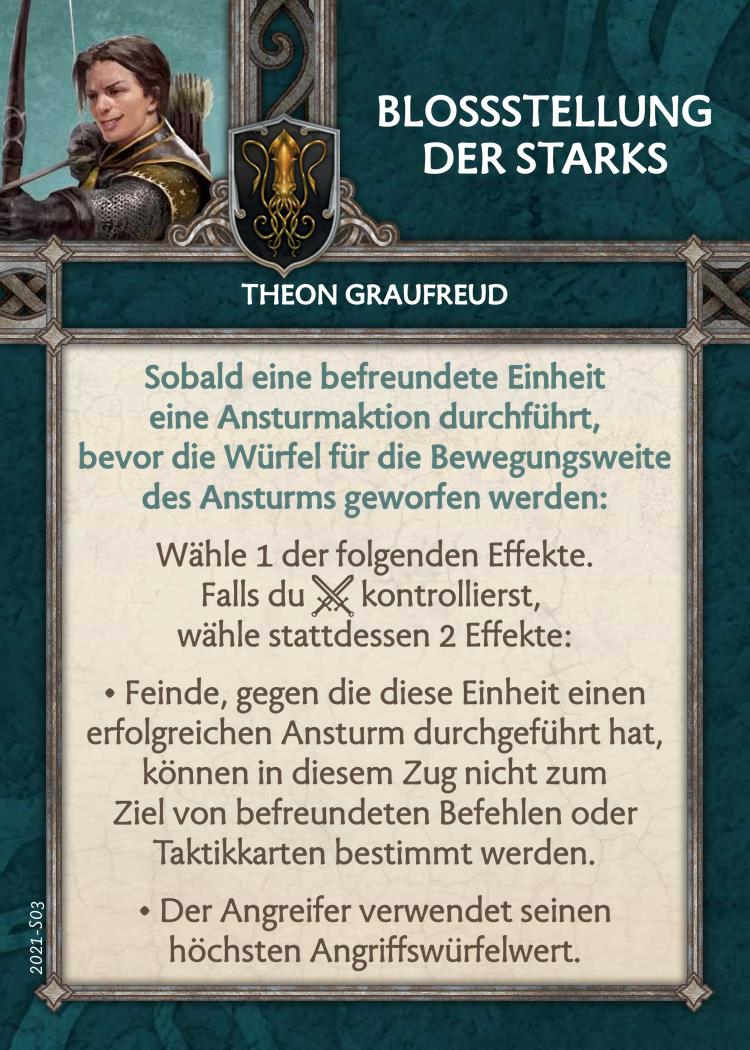 BLOSSSTELLUNG
DER STARKS
THEON GRAUFREUD
Sobald eine befreundete Einheit
eine Ansturmaktion durchführt,
bevor die Würfel für die Bewegungsweite
des Ansturms geworfen werden:
Wähle 1 der folgenden Effekte.
Falls du kontrollierst,
wähle stattdessen 2 Effekte:
• Feinde, gegen die diese Einheit einen
erfolgreichen Ansturm durchgeführt hat,
können in diesem Zug nicht zum
Ziel von befreundeten Befehlen oder
Taktikkarten bestimmt werden.
• Der Angreifer verwendet seinen
höchsten Angriffswürfelwert.
2021-S03